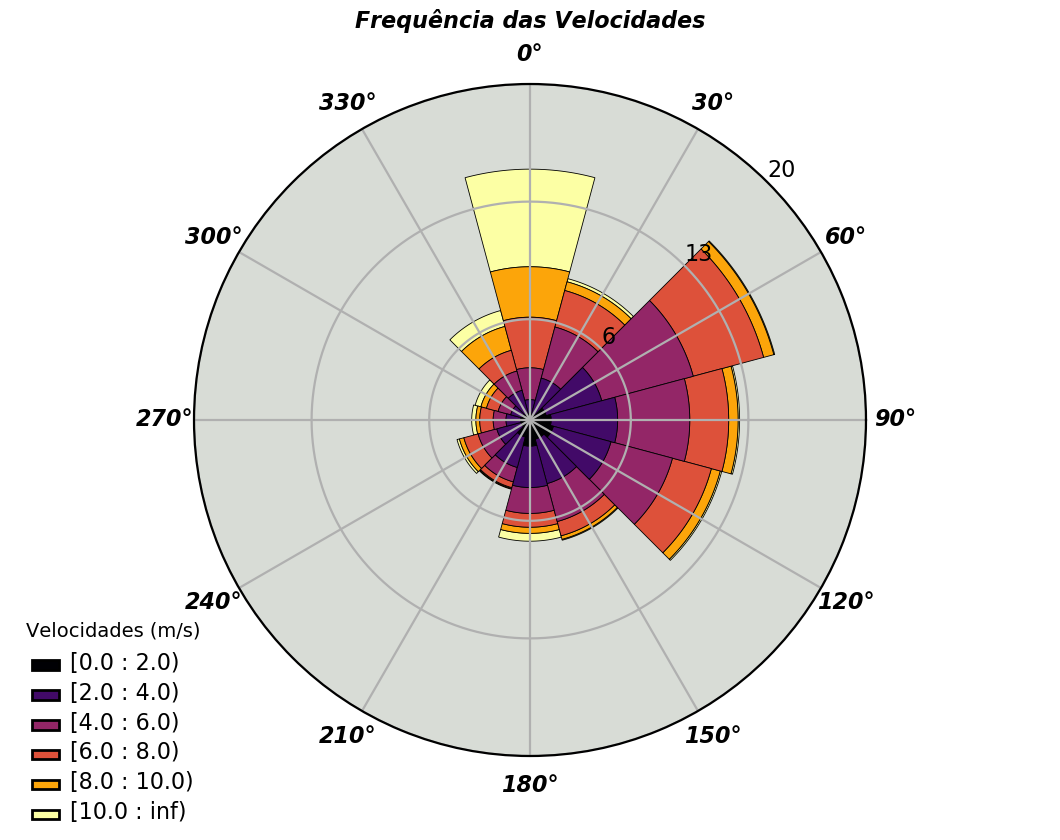 Frequência das Velocidades
0°
330°
30°
20
300°
60°
13
6
270°
90°
240°
120°
210°
150°
180°
Velocidades (m/s)
[0.0 : 2.0)
[2.0 : 4.0)
[4.0 : 6.0)
[6.0 : 8.0)
[8.0 : 10.0)
[10.0 : inf)